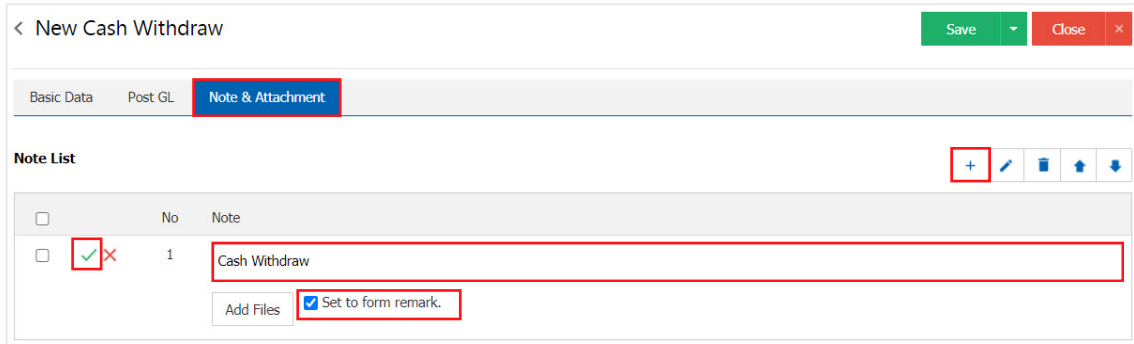 New Cash Withdraw
Save
Close
Basic Data
Post GL
Note & Attachment
Note List
No
Note
1
Cash Withdraw
Add Files
Set to form remark.